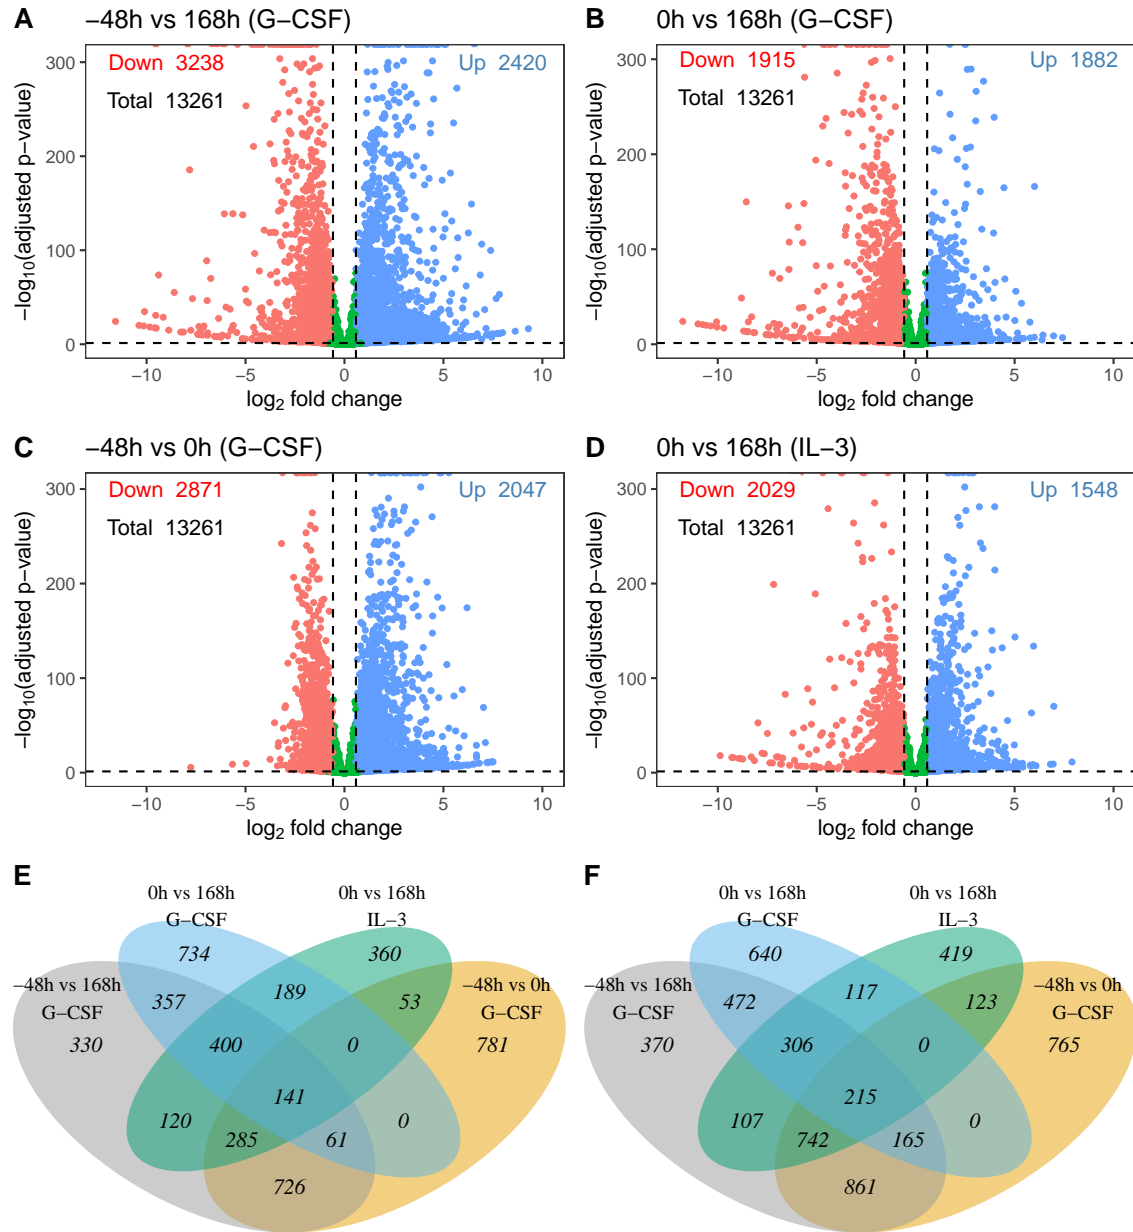 A −48h vs 168h (G−CSF)
Down 3238
Up 2420
Total 13261
−log10(adjusted p−value)
300
200
100
0
−10 −5 0 5 10
log2 fold change
B 0h vs 168h (G−CSF)
Down 1915
Up 1882
Total 13261
−log10(adjusted p−value)
300
200
100
0
−10 −5 0 5 10
log2 fold change
C −48h vs 0h (G−CSF)
Down 2871
Up 2047
Total 13261
−log10(adjusted p−value)
300
200
100
0
−10 −5 0 5 10
log2 fold change
D 0h vs 168h (IL−3)
Down 2029
Up 1548
Total 13261
−log10(adjusted p−value)
300
200
100
0
−10 −5 0 5 10
log2 fold change
E
0h vs 168h 0h vs 168h
G−CSF IL−3
734 360
−48h vs 168h −48h vs 0h
G−CSF G−CSF
357 189 53
330 400 0 781
141
120 285 61 0
726
F
0h vs 168h 0h vs 168h
G−CSF IL−3
640 419
−48h vs 168h −48h vs 0h
G−CSF G−CSF
472 117 123
370 306 0 765
215
107 742 165 0
861